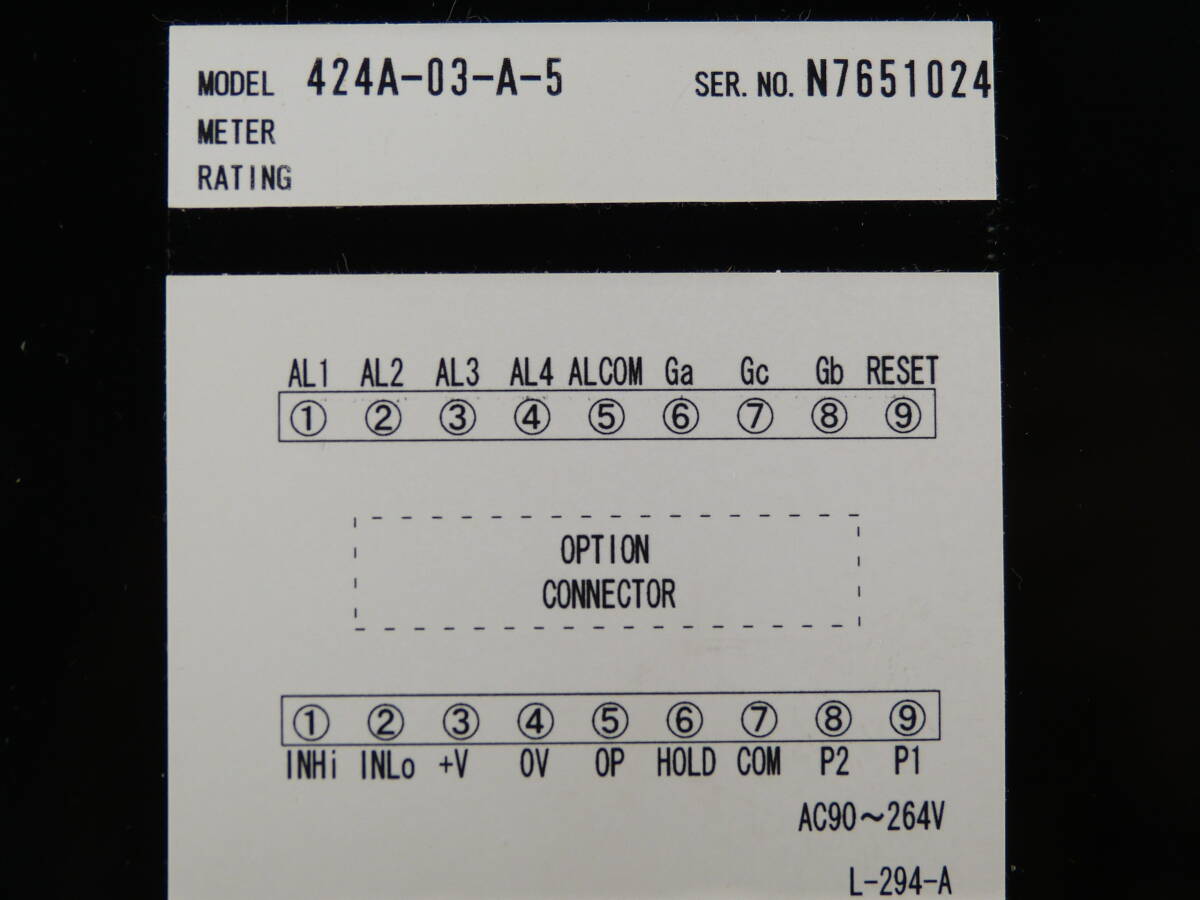 MODEL 424A-03-A-5 SER. NO. N7651024
METER
RATING
AL1 AL2 AL3 AL4 ALCOM Ga Gc Gb RESET
① ② ③ ④ ⑤ ⑥ ⑦ ⑧ ⑨
OPTION
CONNECTOR
① ② ③ ④ ⑤ ⑥ ⑦ ⑧ ⑨
INHi INLo +V 0V OP HOLD COM P2 P1
AC90~264V
L-294-A